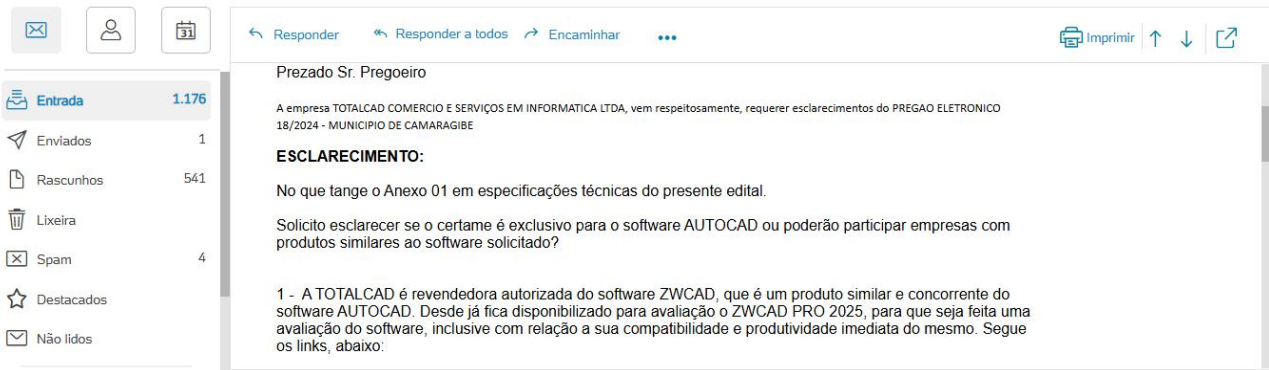 31
Responder
Responder a todos
Encaminhar
Imprimir
Entrada 1.176
Enviados 1
Rascunhos 541
Lixeira
Spam 4
Destacados
Não lidos
Prezado Sr. Pregoeiro
A empresa TOTALCAD COMERCIO E SERVIÇOS EM INFORMATICA LTDA, vem respeitosamente, requerer esclarecimentos do PREGAO ELETRONICO
18/2024 - MUNICIPIO DE CAMARAGIBE
ESCLARECIMENTO:
No que tange o Anexo 01 em especificações técnicas do presente edital.
Solicito esclarecer se o certame é exclusivo para o software AUTOCAD ou poderão participar empresas com
produtos similares ao software solicitado?
1 - A TOTALCAD é revendedora autorizada do software ZWCAD, que é um produto similar e concorrente do
software AUTOCAD. Desde já fica disponibilizado para avaliação o ZWCAD PRO 2025, para que seja feita uma
avaliação do software, inclusive com relação a sua compatibilidade e produtividade imediata do mesmo. Segue
os links, abaixo: